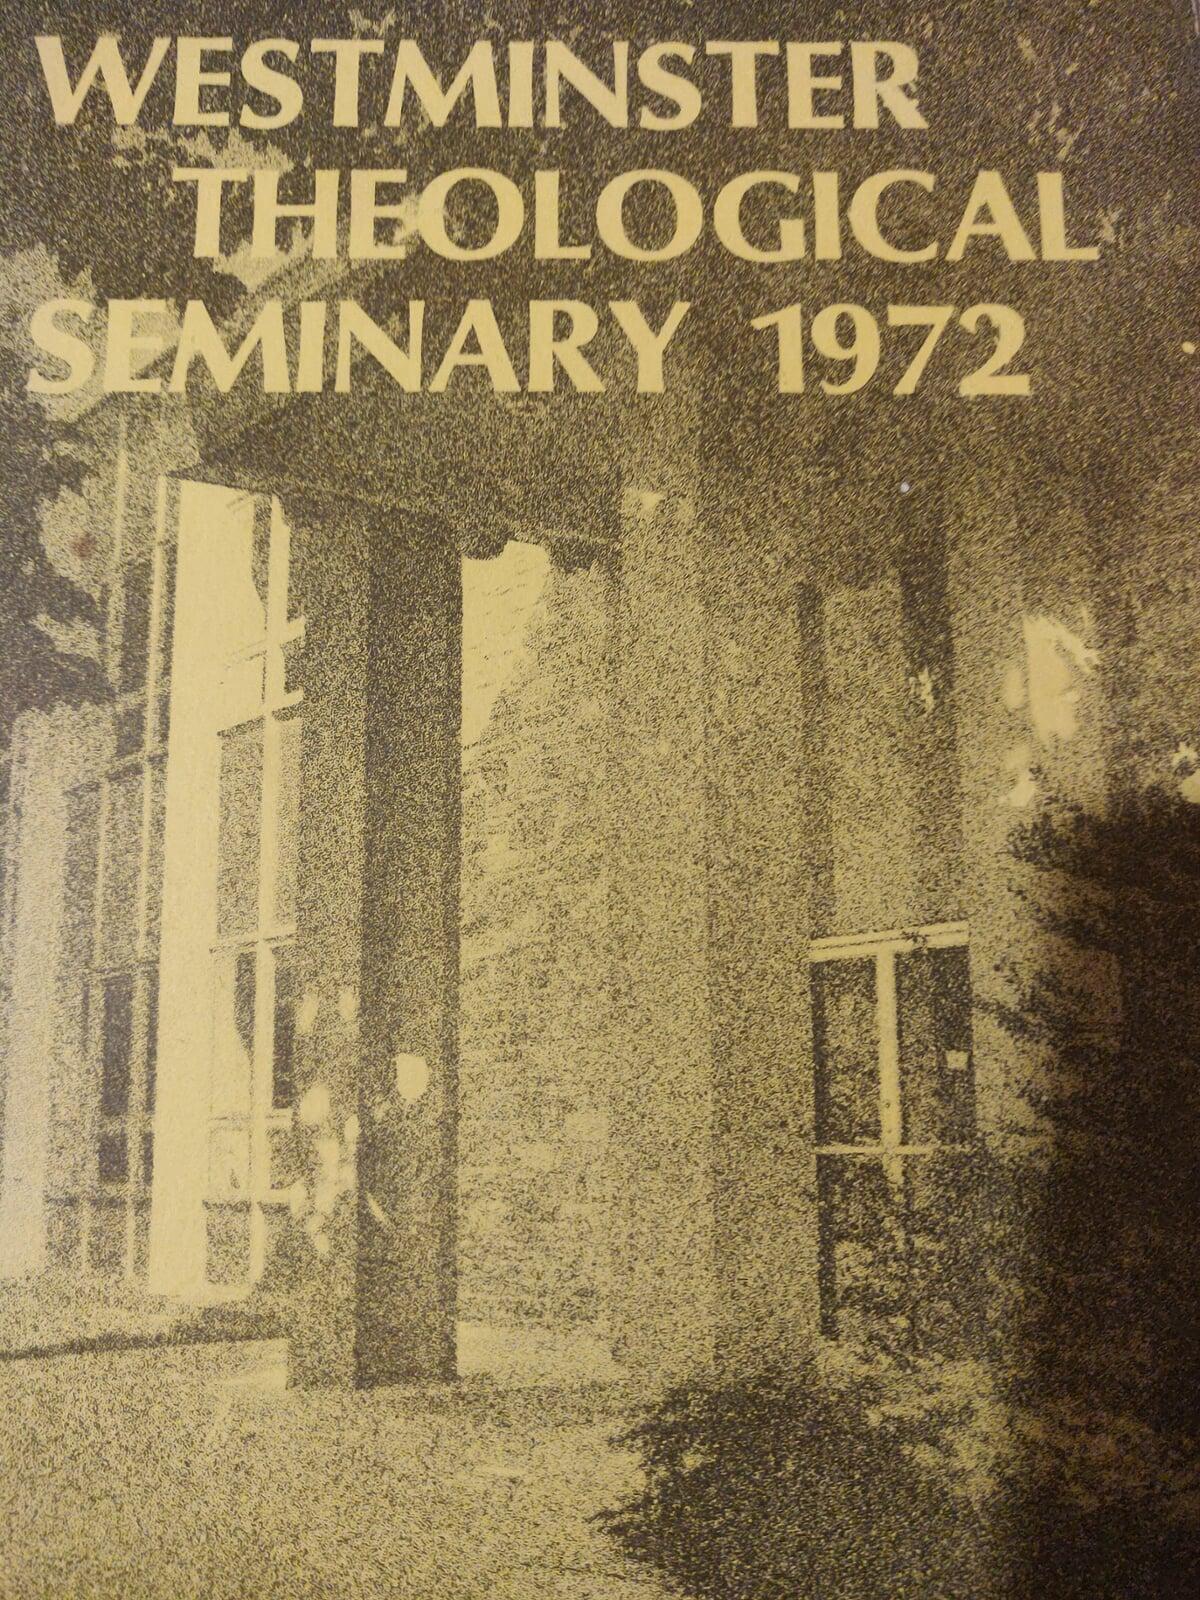 WESTMINSTER
THEOLOGICAL
SEMINARY 1972